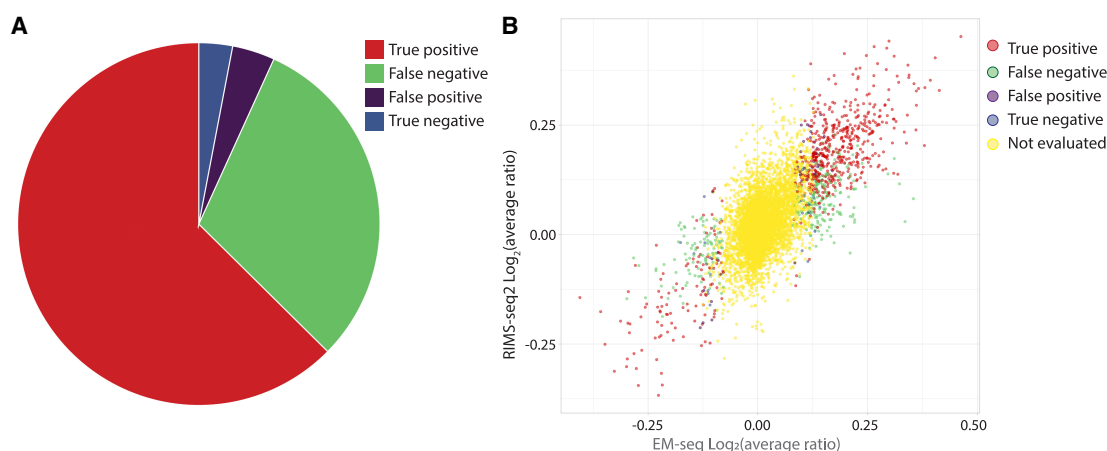 A
True positive
False negative
False positive
True negative
B
RIMS-seq2 Log₂(average ratio)
0.25
0.00
-0.25
-0.25
0.00
0.25
0.50
EM-seq Log₂(average ratio)
True positive
False negative
False positive
True negative
Not evaluated